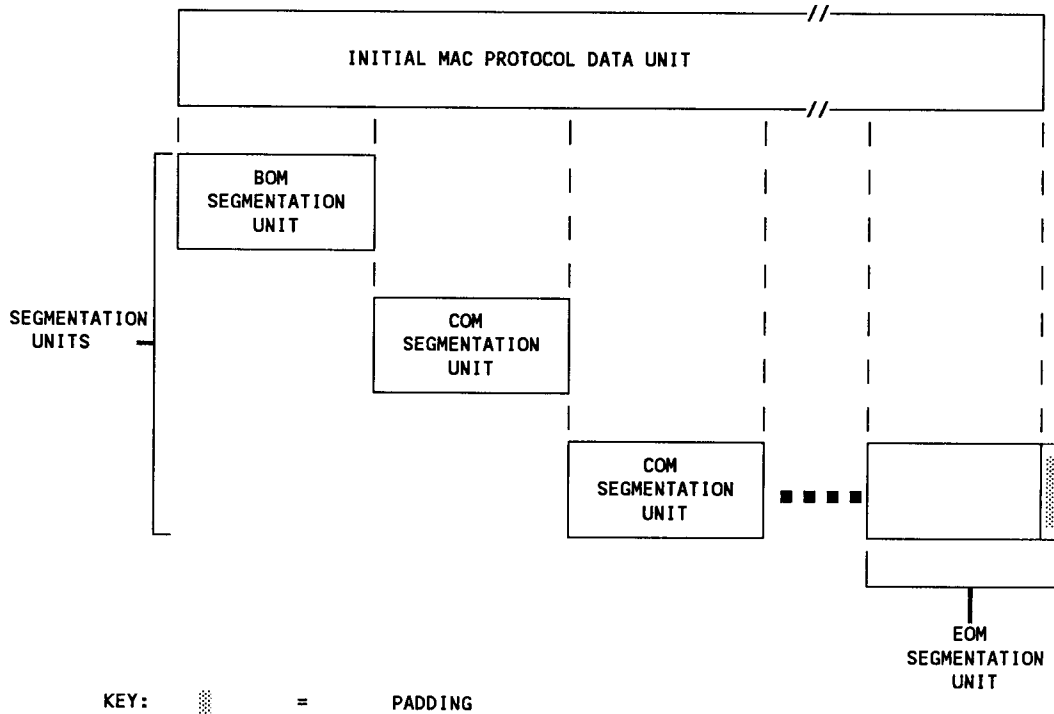 INITIAL MAC PROTOCOL DATA UNIT
BOM
SEGMENTATION
UNIT
SEGMENTATION
UNITS
COM
SEGMENTATION
UNIT
COM
SEGMENTATION
UNIT
EOM
SEGMENTATION
UNIT
KEY: = PADDING